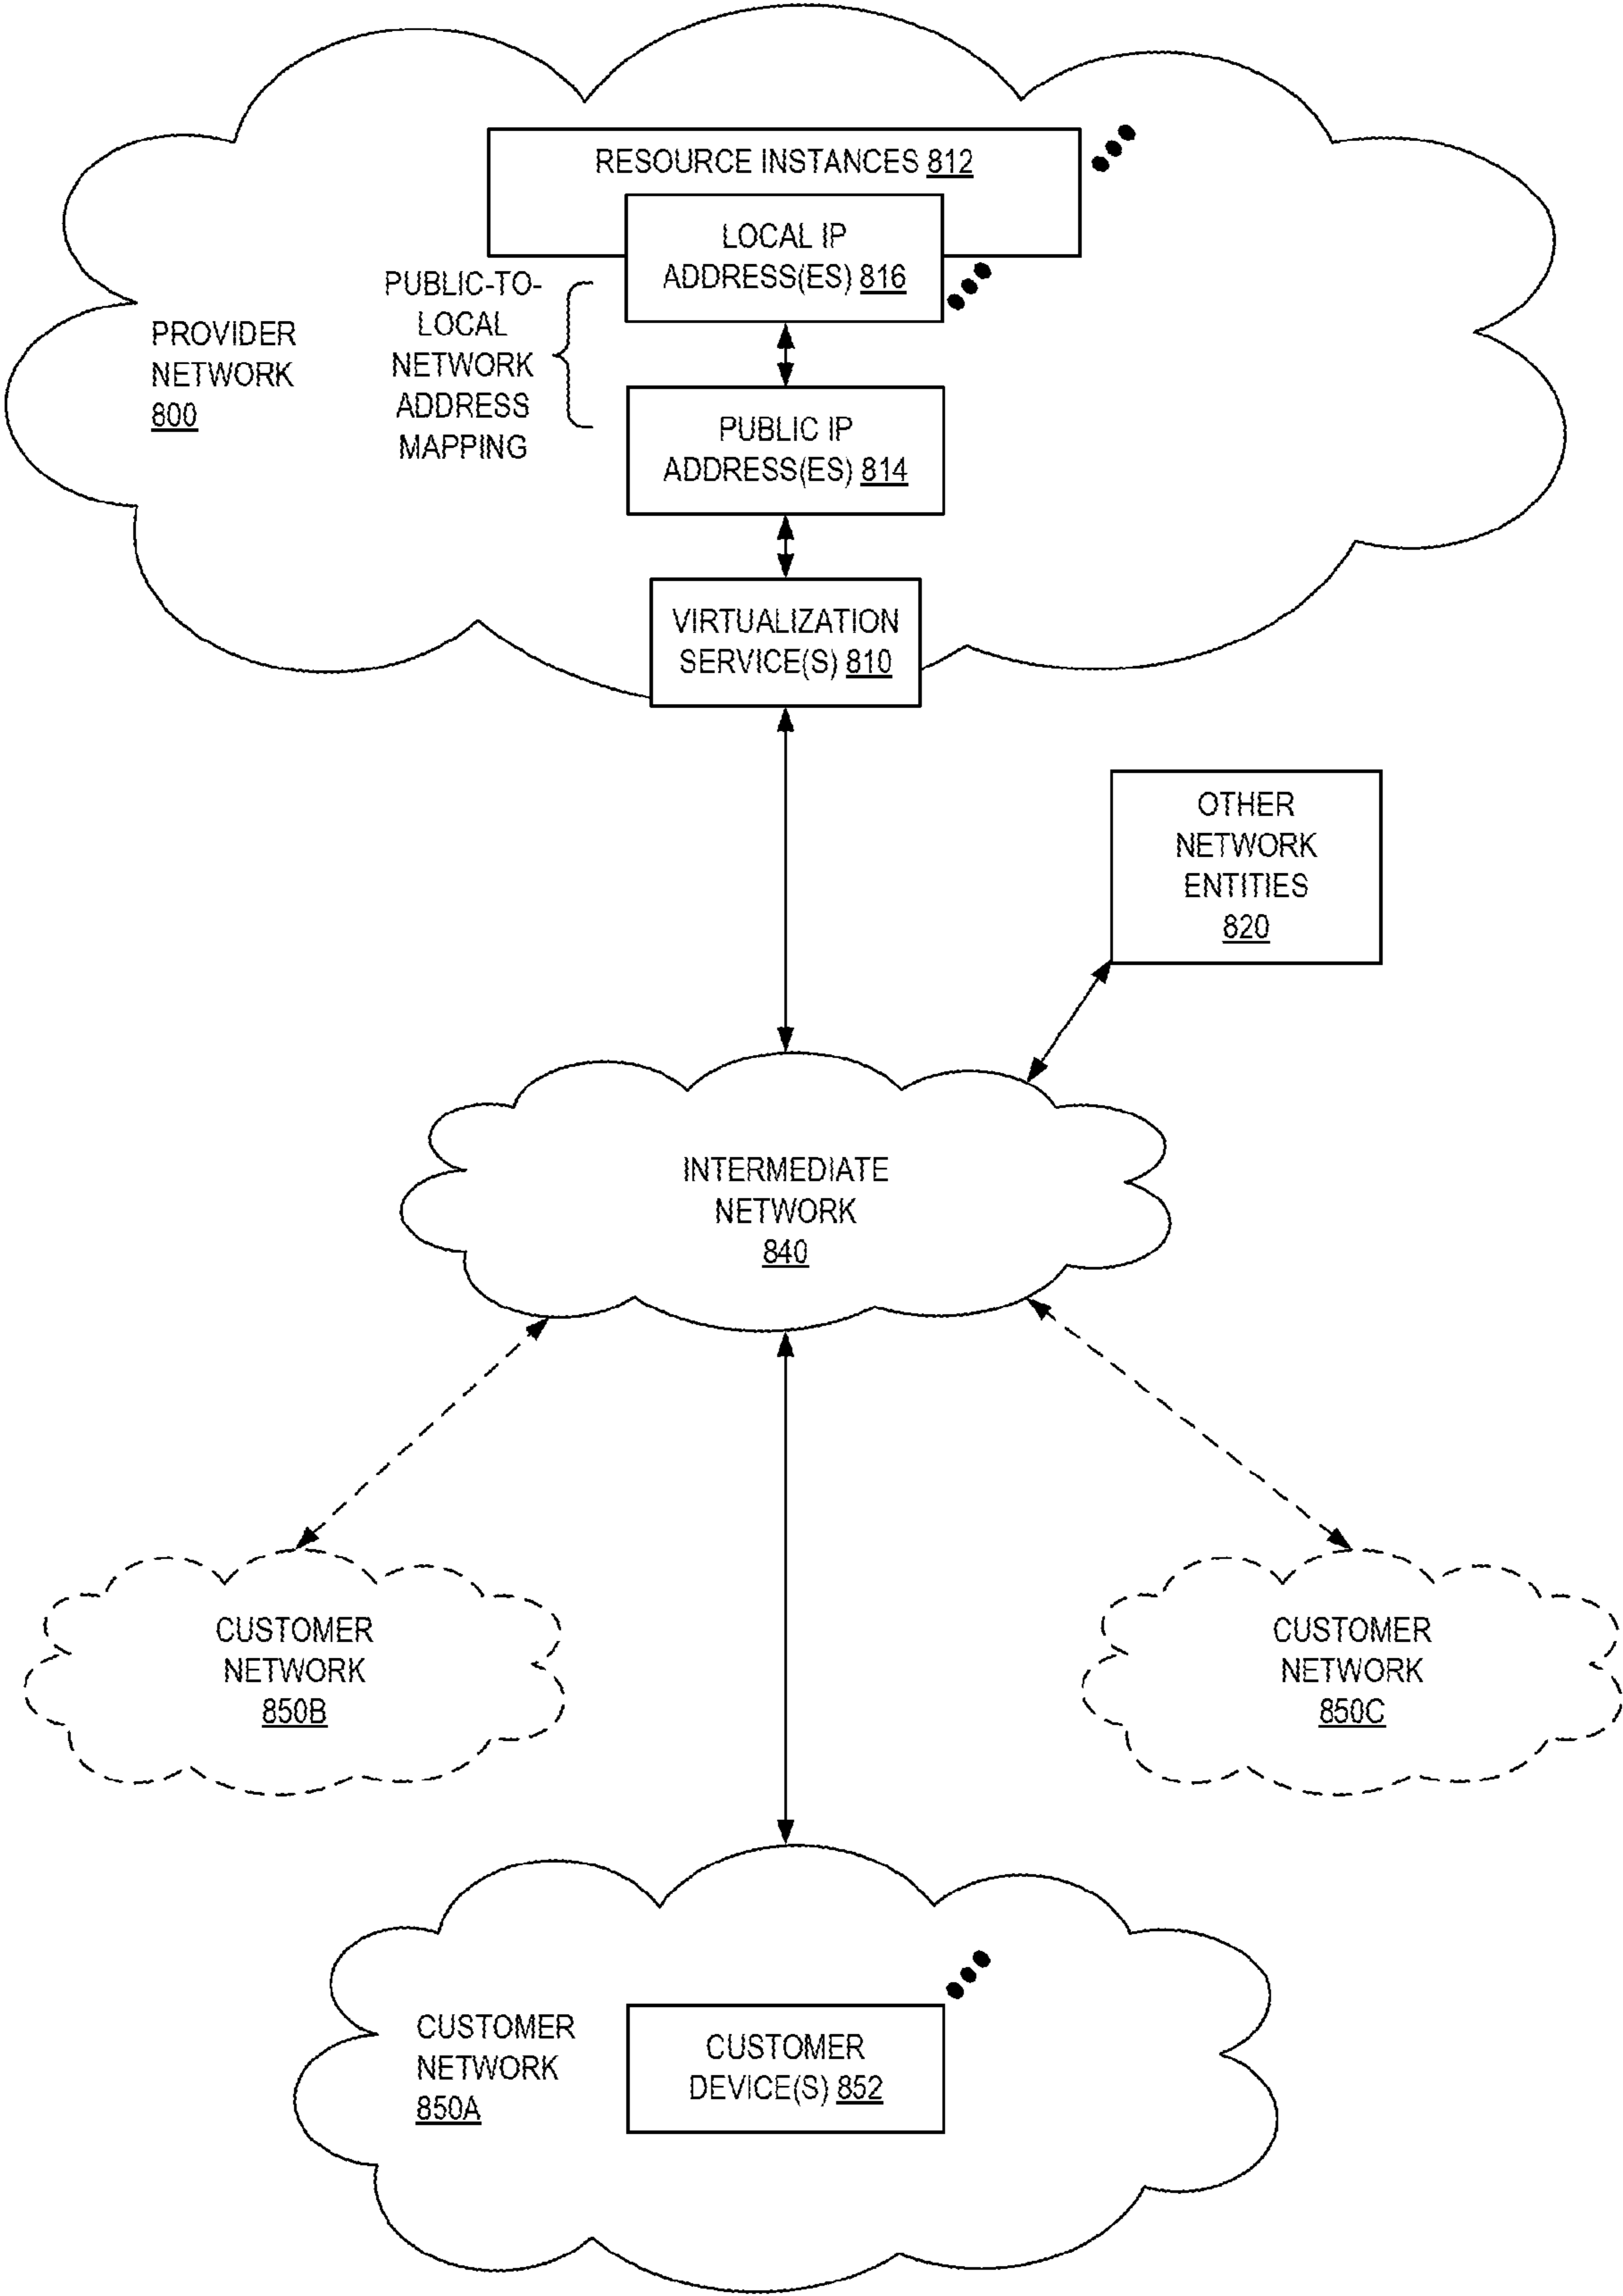 RESOURCE INSTANCES 812
LOCAL IP
ADDRESS(ES) 816
PUBLIC-TO-
LOCAL
NETWORK
ADDRESS
MAPPING
PROVIDER
NETWORK
800
PUBLIC IP
ADDRESS(ES) 814
VIRTUALIZATION
SERVICE(S) 810
OTHER
NETWORK
ENTITIES
820
INTERMEDIATE
NETWORK
840
CUSTOMER
NETWORK
850B
CUSTOMER
NETWORK
850C
CUSTOMER
NETWORK
850A
CUSTOMER
DEVICE(S) 852